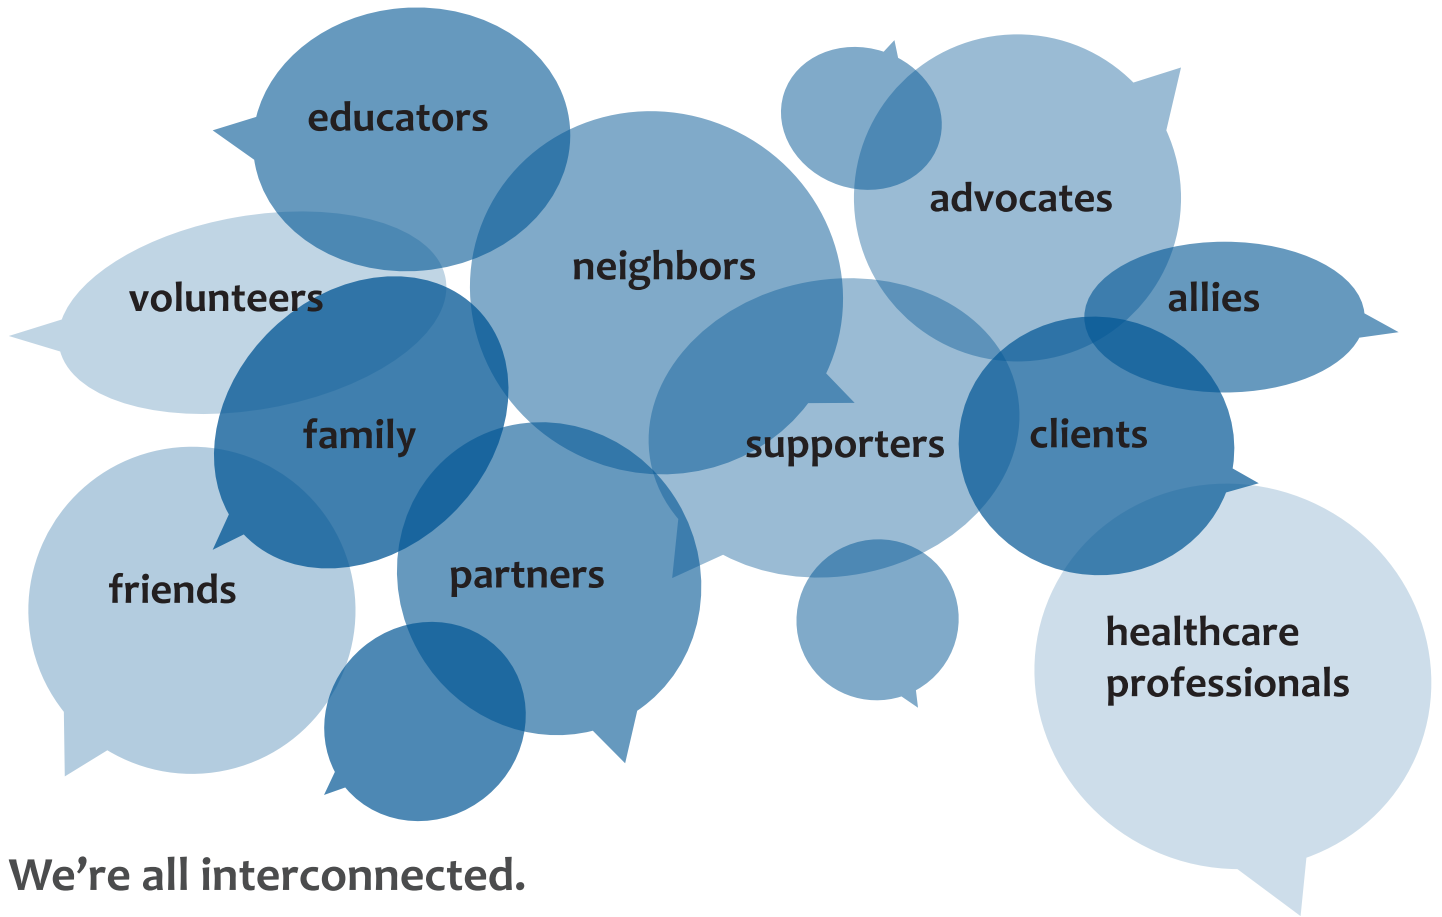 educators
advocates
neighbors
volunteers
allies
family
supporters
clients
friends
partners
healthcare
professionals
We’re all interconnected.